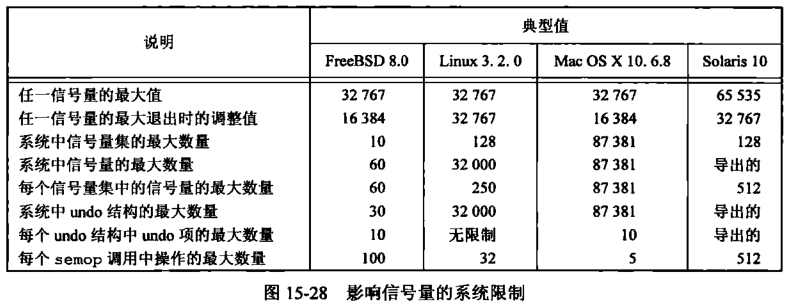 说明 典型值
FreeBSD 8.0 Linux 3. 2. 0 Mac OS X 10. 6.8 Solaris 10
任一信号量的最大值 32 767 32 767 32 767 65 535
任一信号量的最大退出时的调整值 16 384 32 767 16 384 32 767
系统中信号量集的最大数量 10 128 87 381 128
系统中信号量的最大数量 60 32 000 87 381 导出的
每个信号量集中的信号量的最大数量 60 250 87 381 512
系统中 undo 结构的最大数量 30 32 000 87 381 导出的
每个 undo 结构中 undo 项的最大数量 10 无限制 10 导出的
每个 semop 调用中操作的最大数量 100 32 5 512
图 15-28 影响信号量的系统限制